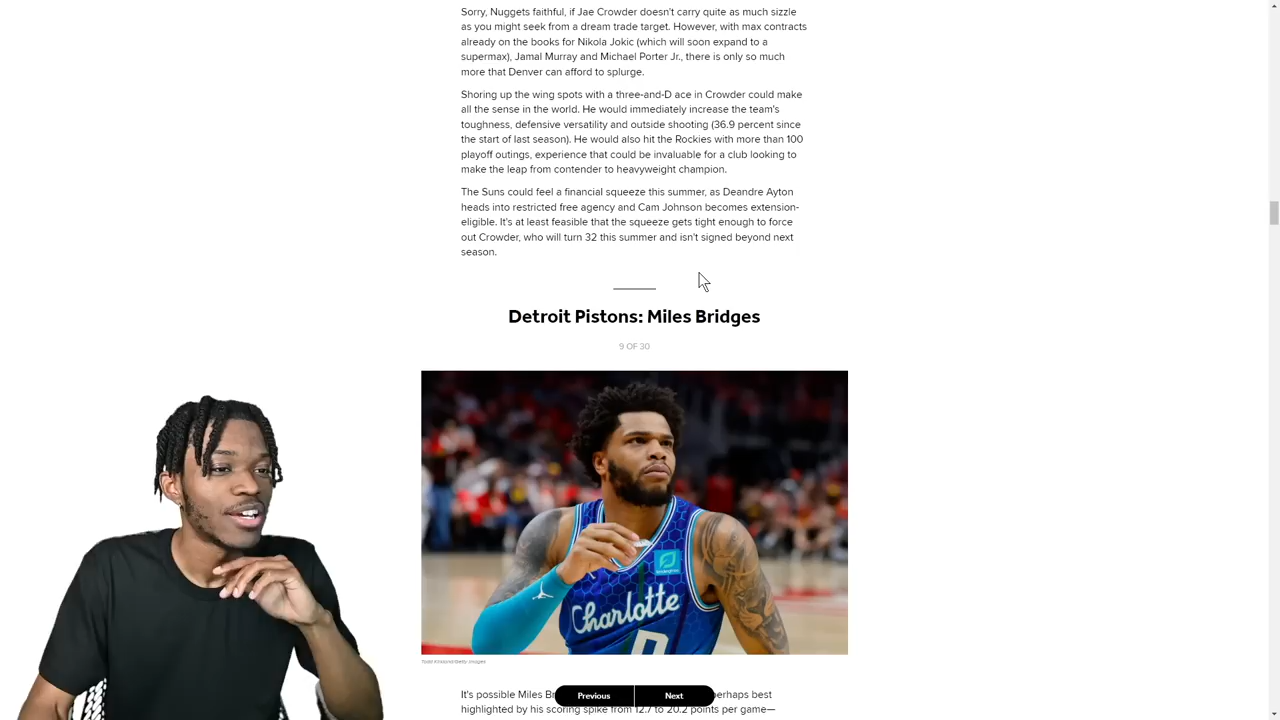 Sorry, Nuggets faithful, if Jae Crowder doesn't carry quite as much sizzle
as you might seek from a dream trade target. However, with max contracts
already on the books for Nikola Jokic (which will soon expand to a
supermax), Jamal Murray and Michael Porter Jr., there is only so much
more that Denver can afford to splurge.
Shoring up the wing spots with a three-and-D ace in Crowder could make
all the sense in the world. He would immediately increase the team's
toughness, defensive versatility and outside shooting (36.9 percent since
the start of last season). He would also hit the Rockies with more than 100
playoff outings, experience that could be invaluable for a club looking to
make the leap from contender to heavyweight champion.
The Suns could feel a financial squeeze this summer, as Deandre Ayton
heads into restricted free agency and Cam Johnson becomes extension-
eligible. It's at least feasible that the squeeze gets tight enough to force
out Crowder, who will turn 32 this summer and isn't signed beyond next
season.
Detroit Pistons: Miles Bridges
9 OF 30
Charlotte
Todd Kirkland/Getty Images
It's possible Miles perhaps best
Previous Next
highlighted by his scoring spike from 12.7 to 20.2 points per game—